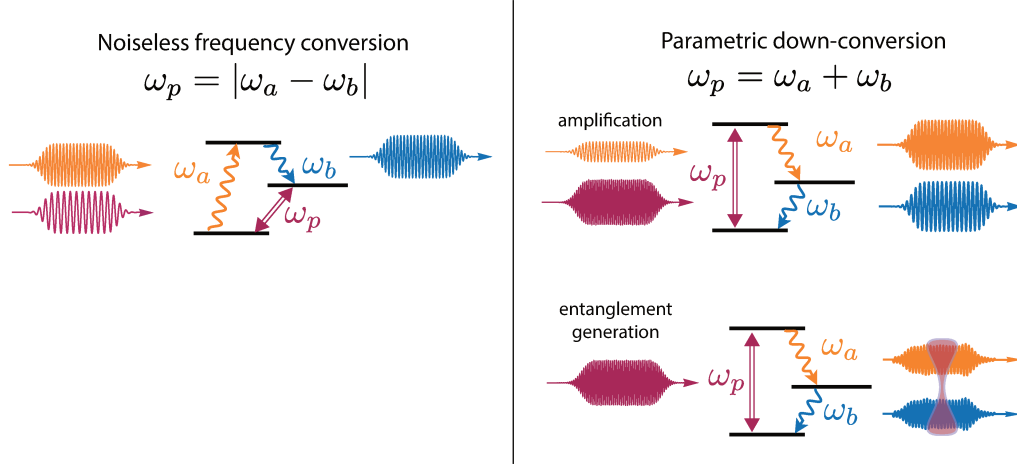 Noiseless frequency conversion
ωp = |ωa − ωb|
ωa
ωb
ωp
Parametric down-conversion
ωp = ωa + ωb
amplification
ωp
ωa
ωb
entanglement
generation
ωp
ωa
ωb